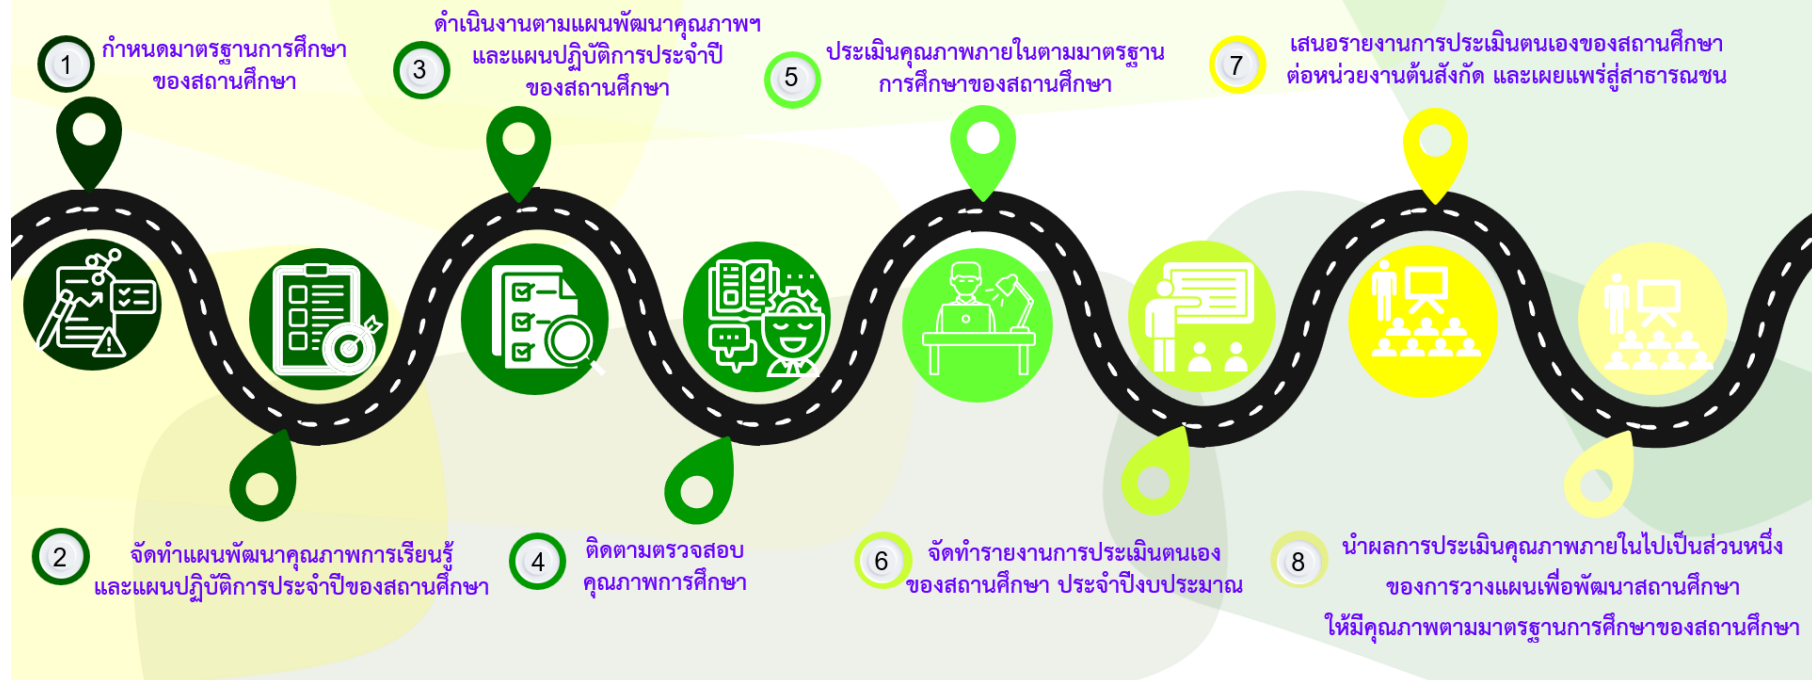 1
กำหนดมาตรฐานการศึกษา
ของสถานศึกษา
2
จัดทำแผนพัฒนาคุณภาพการเรียนรู้
และแผนปฏิบัติการประจำปีของสถานศึกษา
3
ดำเนินงานตามแผนพัฒนาคุณภาพฯ
และแผนปฏิบัติการประจำปี
ของสถานศึกษา
4
ติดตามตรวจสอบ
คุณภาพการศึกษา
5
ประเมินคุณภาพภายในตามมาตรฐาน
การศึกษาของสถานศึกษา
6
จัดทำรายงานการประเมินตนเอง
ของสถานศึกษา ประจำปีงบประมาณ
7
เสนอรายงานการประเมินตนเองของสถานศึกษา
ต่อหน่วยงานต้นสังกัด และเผยแพร่สู่สาธารณชน
8
นำผลการประเมินคุณภาพภายในไปเป็นส่วนหนึ่ง
ของการวางแผนเพื่อพัฒนาสถานศึกษา
ให้มีคุณภาพตามมาตรฐานการศึกษาของสถานศึกษา